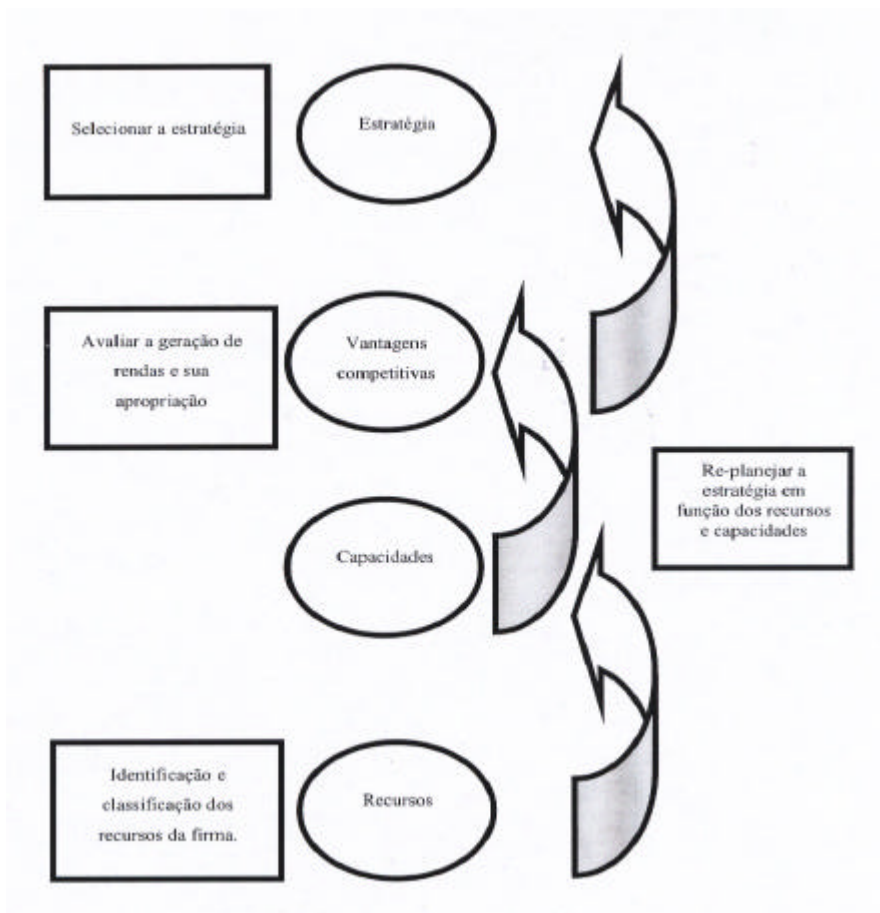 Selecionar a estratégia
Estratégia
Avaliar a geração de
rendas e sua
apropriação
Vantagens
competitivas
Re-planejar a
estratégia em
função dos recursos
e capacidades
Capacidades
Identificação e
classificação dos
recursos da firma.
Recursos